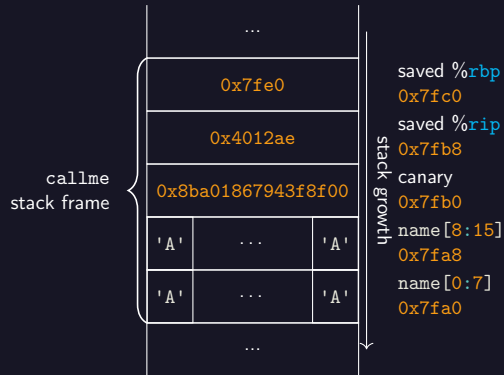 ...
0x7fe0
saved %rbp
0x7fc0
0x4012ae
saved %rip
0x7fb8
callme
stack frame
0x8ba01867943f8f00
canary
0x7fb0
stack growth
'A' ... 'A'
name[8:15]
0x7fa8
'A' ... 'A'
name[0:7]
0x7fa0
...